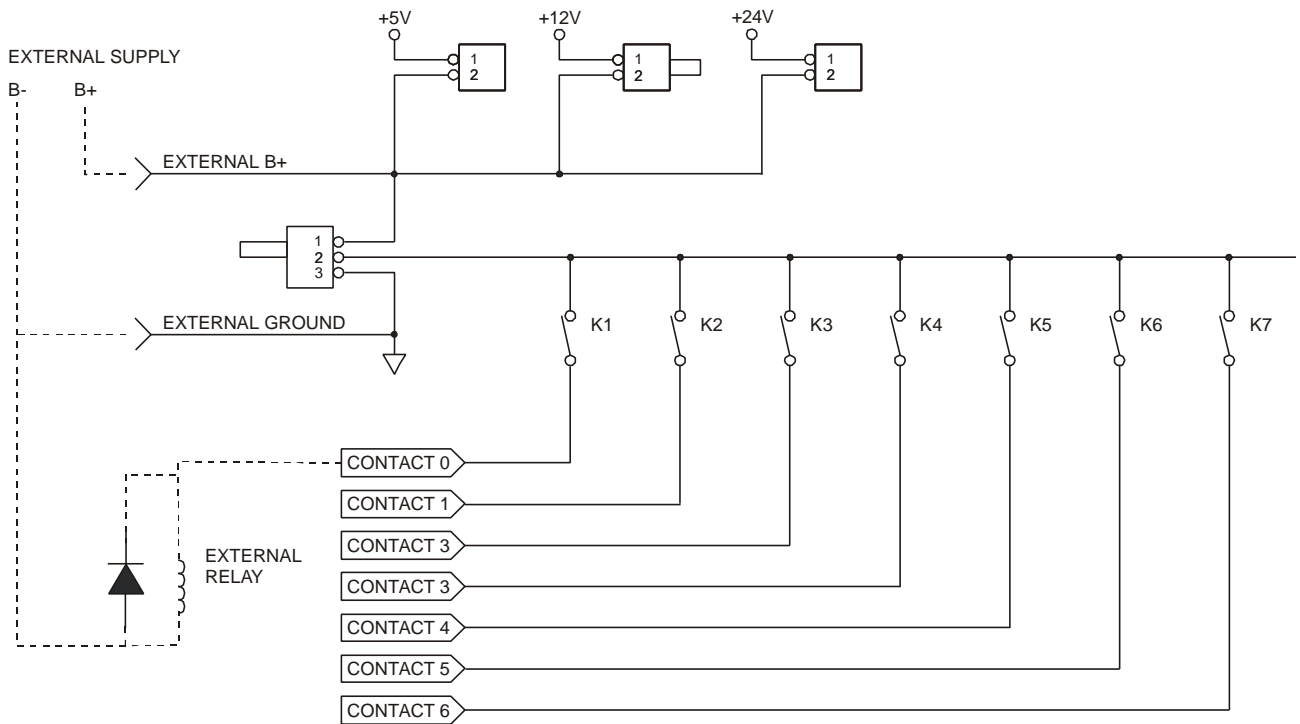 +5V
+12V
+24V
1
2
1
2
1
2
EXTERNAL SUPPLY
B-
B+
EXTERNAL B+
1
2
3
EXTERNAL GROUND
K1
K2
K3
K4
K5
K6
K7
CONTACT 0
CONTACT 1
CONTACT 3
CONTACT 3
CONTACT 4
CONTACT 5
CONTACT 6
EXTERNAL
RELAY